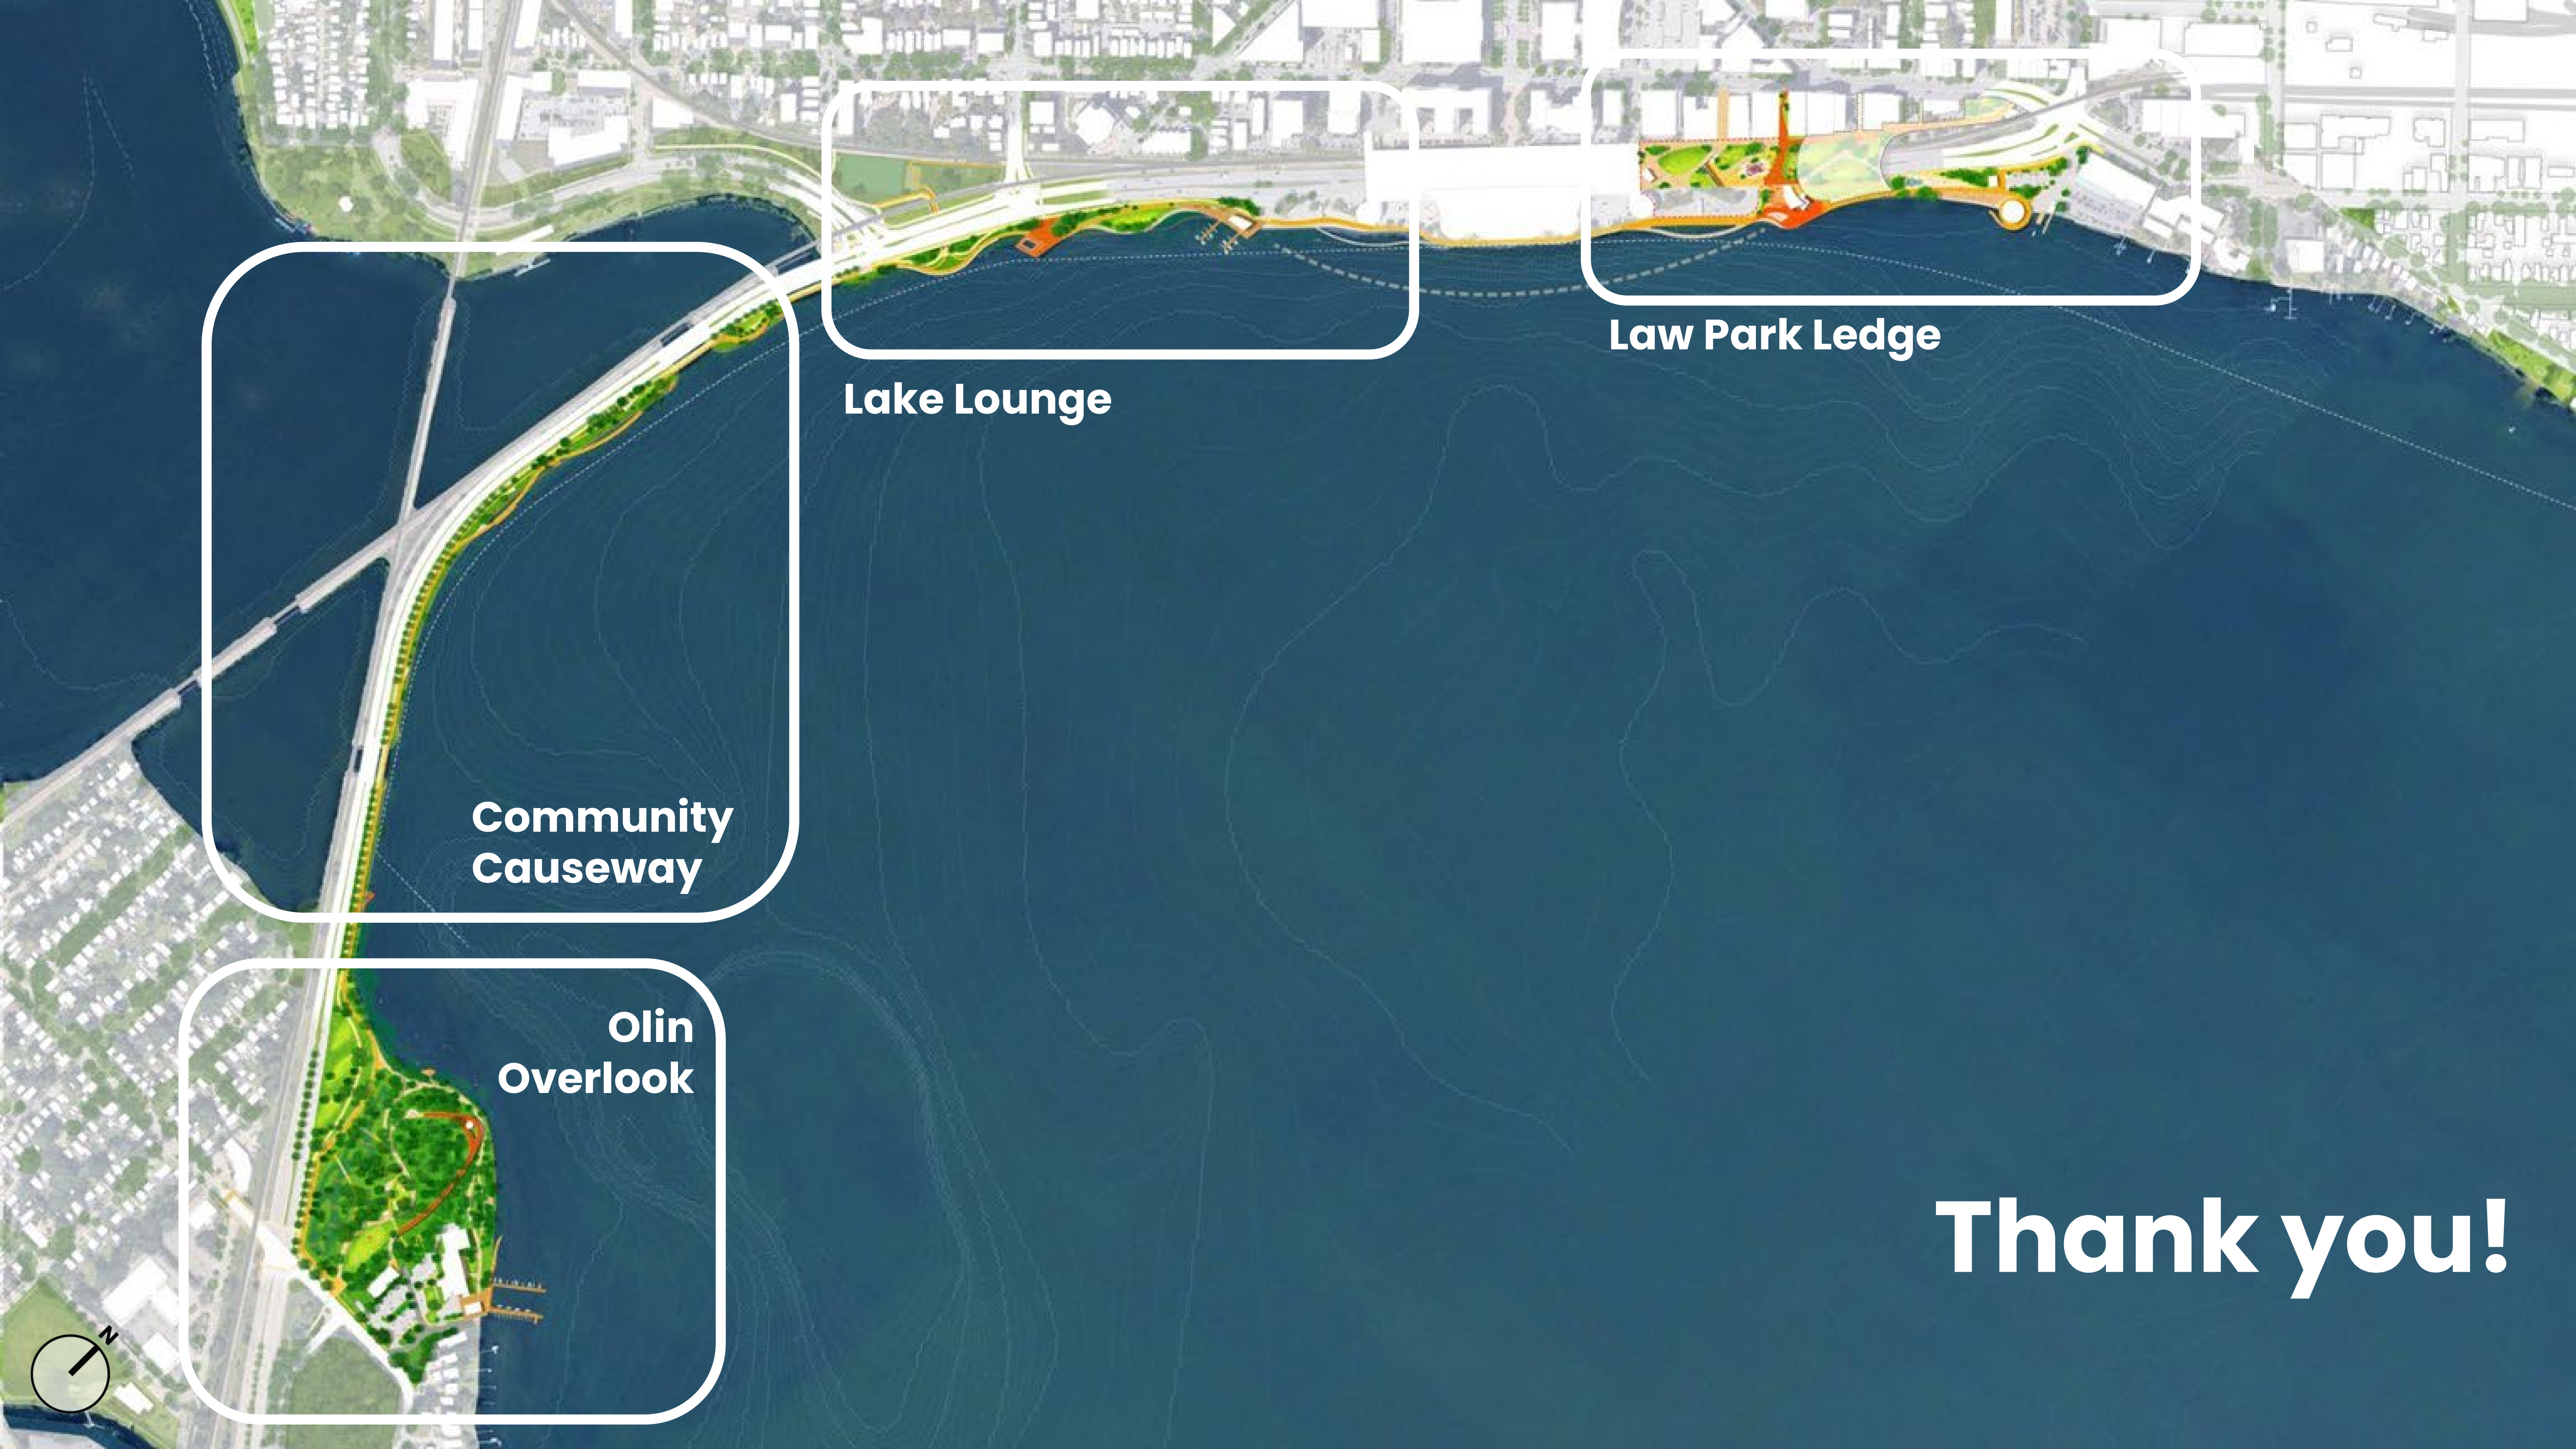 Law Park Ledge
Lake Lounge
Community
Causeway
Olin
Overlook
Thank you!
N